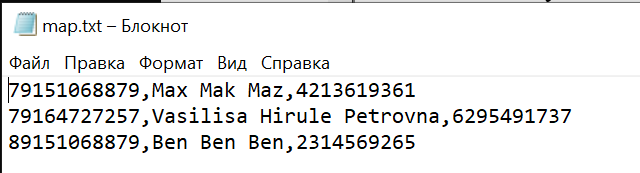 map.txt – Блокнот
Файл Правка Формат Вид Справка
79151068879,Max Mak Maz,4213619361
79164727257,Vasilisa Hirule Petrovna,6295491737
89151068879,Ben Ben Ben,2314569265